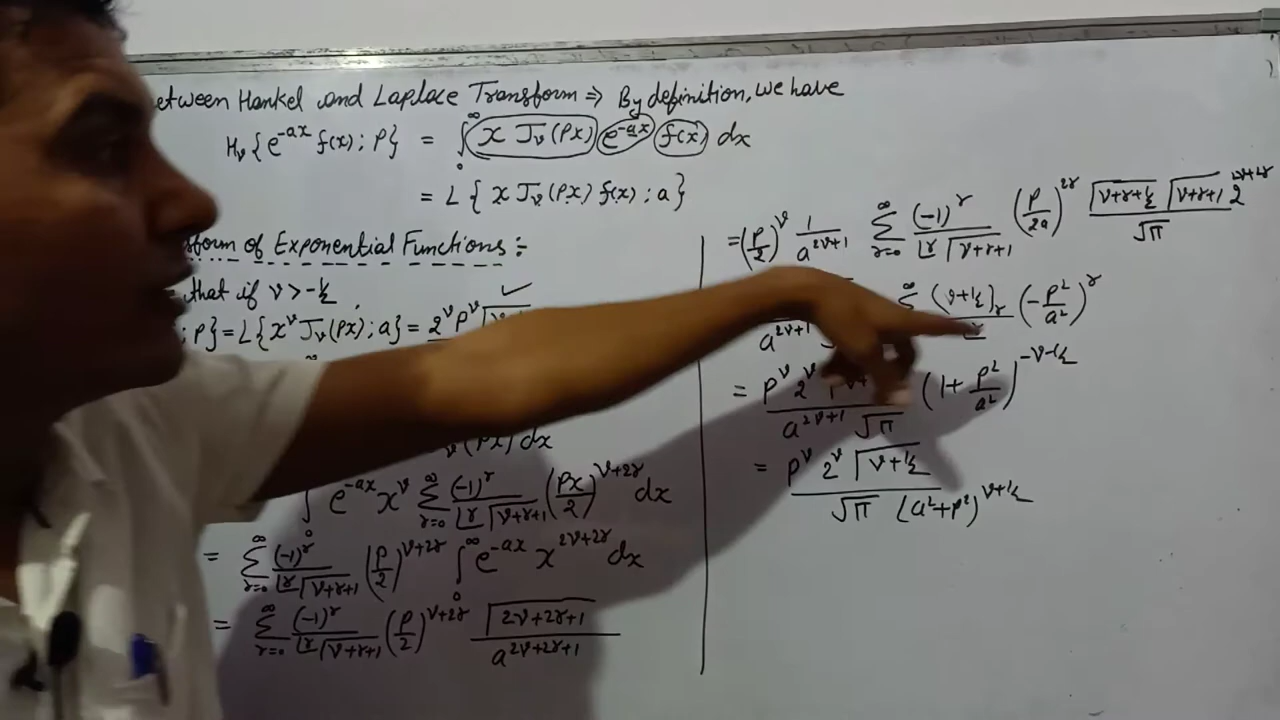 etween Hankel and Laplace Transform ⇒ By definition, we have
H_ν {e^{-ax} f(x) ; P} = ∫_0^∞ x J_ν(Px) e^{-ax} f(x) dx
= L { x J_ν(Px) f(x) ; a}
sform of Exponential Functions :
that if ν > -½
; P} = L{x^ν J_ν(Px) ; a} = 2^ν P^ν
(Px) dx
∫_0 e^{-ax} x^ν Σ_{r=0}^∞ (-1)^r / (⌊r Γ(ν+r+1)) (Px/2)^{ν+2r} dx
= Σ_{r=0}^∞ (-1)^r / (⌊r Γ(ν+r+1)) (P/2)^{ν+2r} ∫_0^∞ e^{-ax} x^{2ν+2r} dx
= Σ_{r=0}^∞ (-1)^r / (⌊r Γ(ν+r+1)) (P/2)^{ν+2r} Γ(2ν+2r+1) / a^{2ν+2r+1}
= (P/2)^ν 1/a^{2ν+1} Σ_{r=0}^∞ (-1)^r / (⌊r Γ(ν+r+1)) (P/2a)^{2r} Γ(ν+r+½) Γ(ν+r+1) 2^{2ν+2r} / √π
a^{2ν+1} (ν+½)_r / ⌊r (-P²/a²)^r
= P^ν 2^ν / (a^{2ν+1} √π) (1 + P²/a²)^{-ν-½}
= P^ν 2^ν Γ(ν+½) / (√π (a²+P²)^{ν+½})